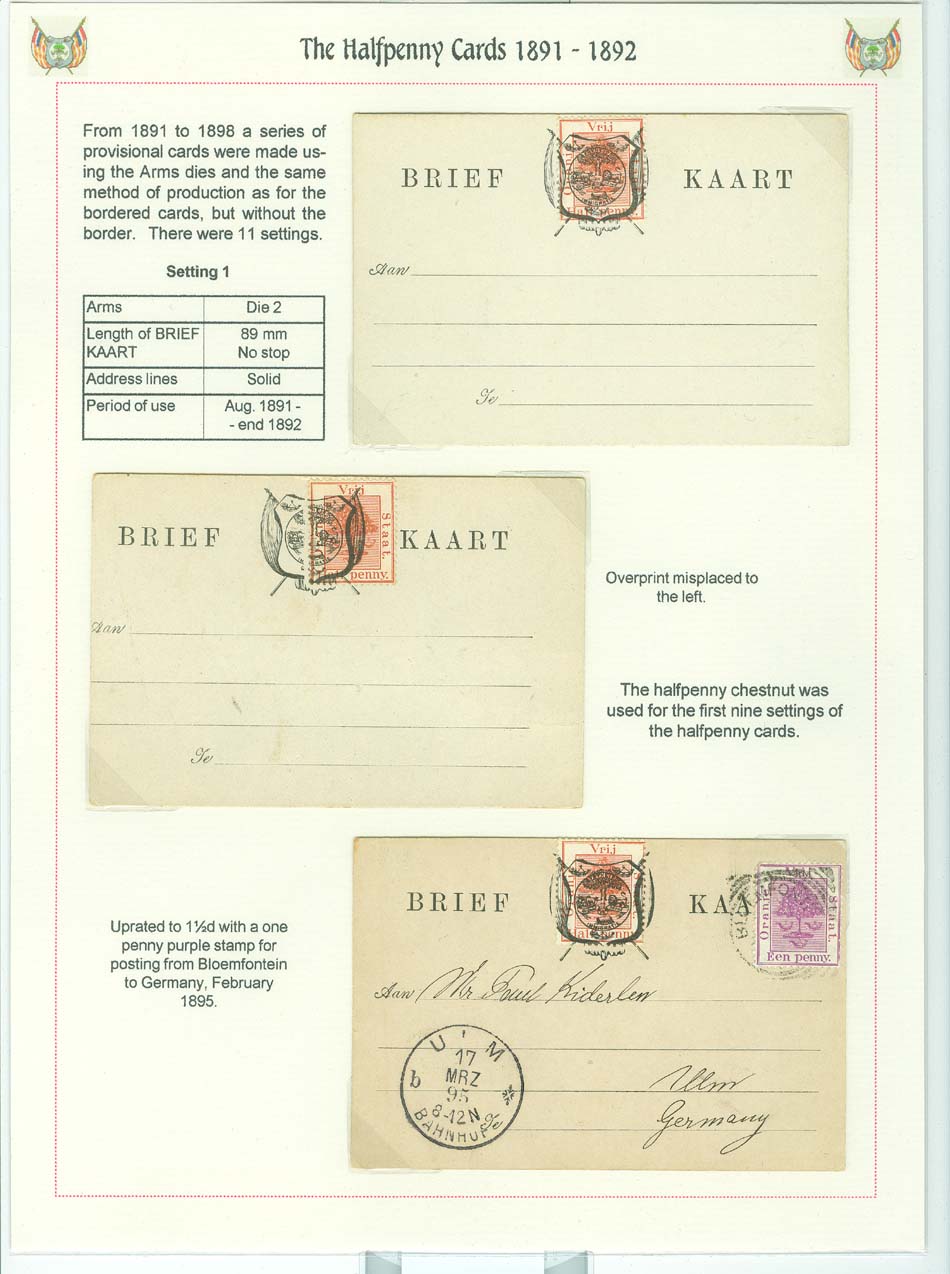 The Halfpenny Cards 1891 - 1892
From 1891 to 1898 a series of
provisional cards were made us-
ing the Arms dies and the same
method of production as for the
bordered cards, but without the
border. There were 11 settings.
Setting 1
Arms Die 2
Length of BRIEF 89 mm
KAART No stop
Address lines Solid
Period of use Aug. 1891 -
- end 1892
Vrij
BRIEF KAART
Aan
Te
Vrij
Staat.
penny.
BRIEF KAART
Aan
Te
Overprint misplaced to
the left.
The halfpenny chestnut was
used for the first nine settings of
the halfpenny cards.
Uprated to 1½d with a one
penny purple stamp for
posting from Bloemfontein
to Germany, February
1895.
Vrij
BRIEF KAA
Oranj
Staat.
Een penny.
Aan Mr Paul Kiderlen
Ulm
Germany
U M
17
MRZ
95
8-12N
b
BAHNHOF
Te